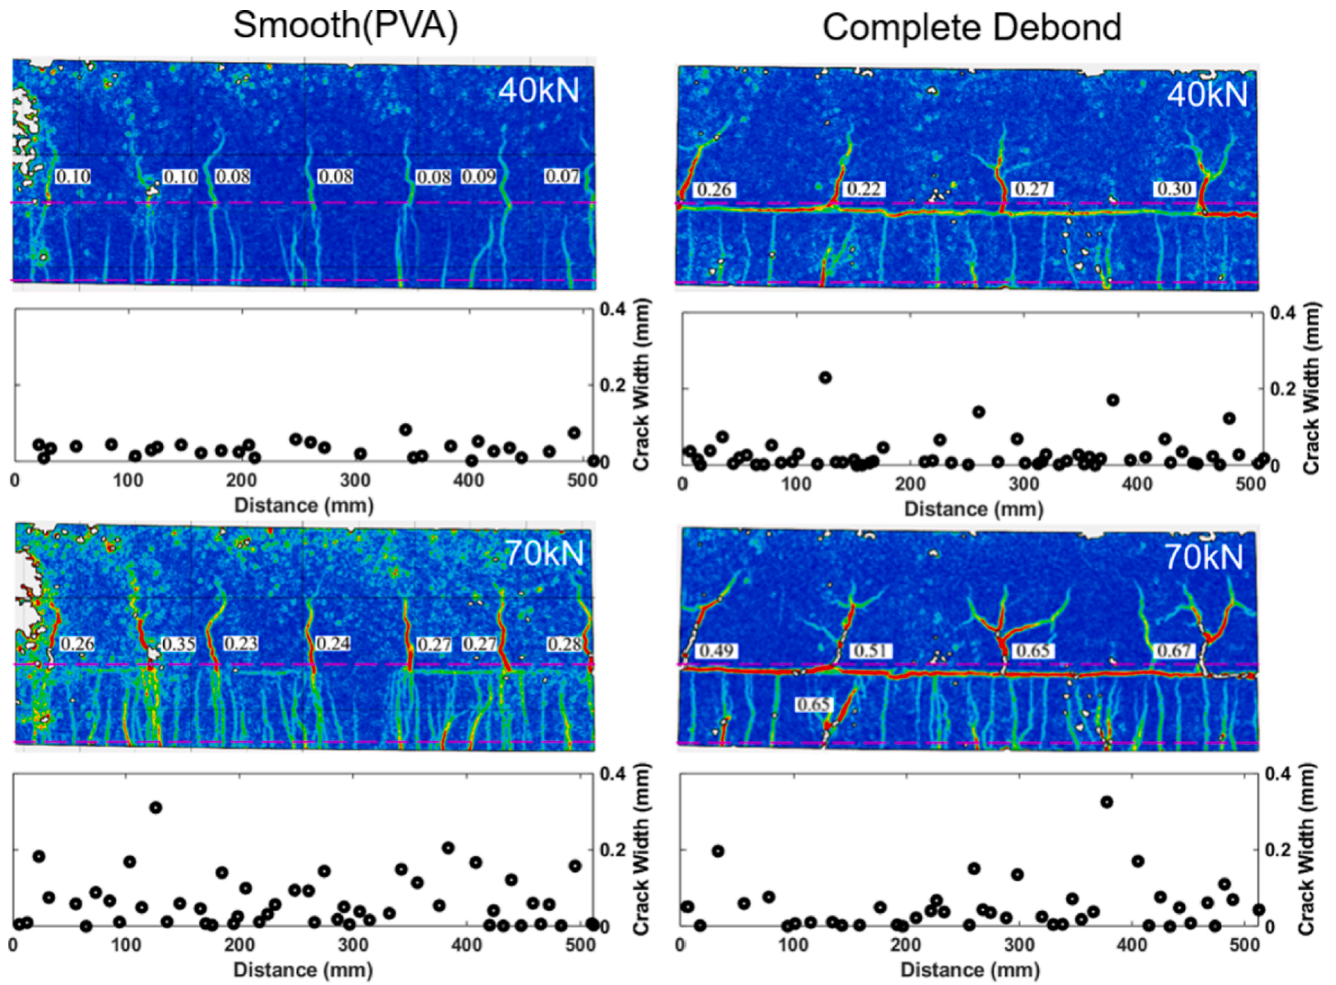 Smooth(PVA)
Complete Debond
40kN
0.10
0.10
0.08
0.08
0.08
0.09
0.07
40kN
0.26
0.22
0.27
0.30
0.4
0.2
0
Crack Width (mm)
0 100 200 300 400 500
Distance (mm)
0.4
0.2
0
Crack Width (mm)
0 100 200 300 400 500
Distance (mm)
70kN
0.26
0.35
0.23
0.24
0.27
0.27
0.28
70kN
0.49
0.51
0.65
0.67
0.65
0.4
0.2
0
Crack Width (mm)
0 100 200 300 400 500
Distance (mm)
0.4
0.2
0
Crack Width (mm)
0 100 200 300 400 500
Distance (mm)